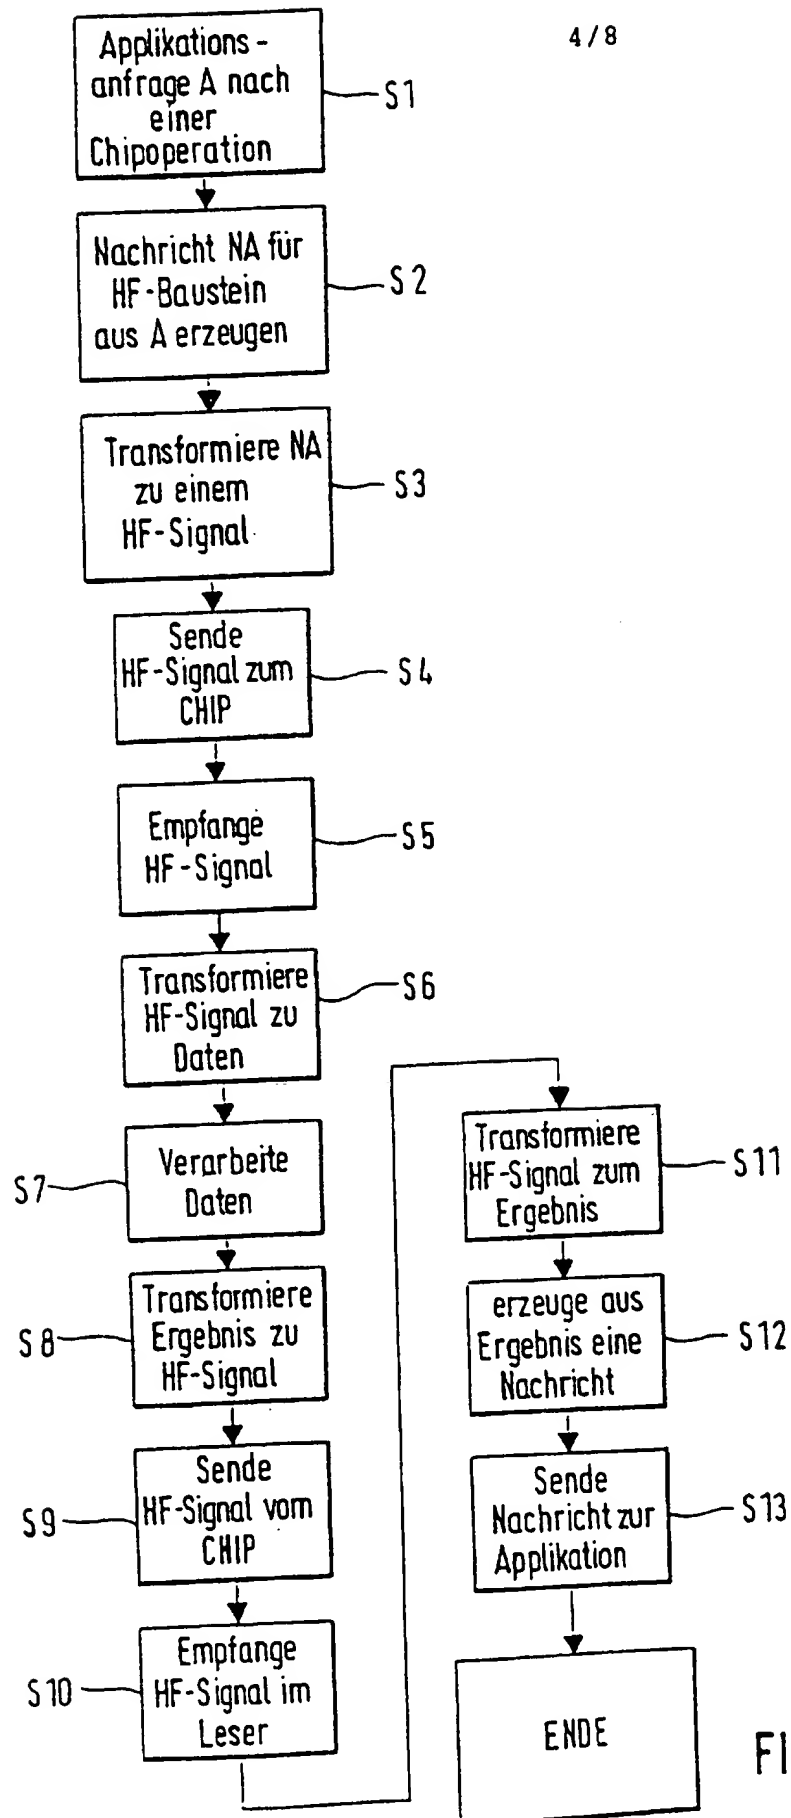 4/8
Applikations-
anfrage A nach
einer
Chipoperation
S1
Nachricht NA für
HF-Baustein
aus A erzeugen
S2
Transformiere NA
zu einem
HF-Signal
S3
Sende
HF-Signal zum
CHIP
S4
Empfange
HF-Signal
S5
Transformiere
HF-Signal zu
Daten
S6
Verarbeite
Daten
S7
Transformiere
Ergebnis zu
HF-Signal
S8
Sende
HF-Signal vom
CHIP
S9
Empfange
HF-Signal im
Leser
S10
Transformiere
HF-Signal zum
Ergebnis
S11
erzeuge aus
Ergebnis eine
Nachricht
S12
Sende
Nachricht zur
Applikation
S13
ENDE